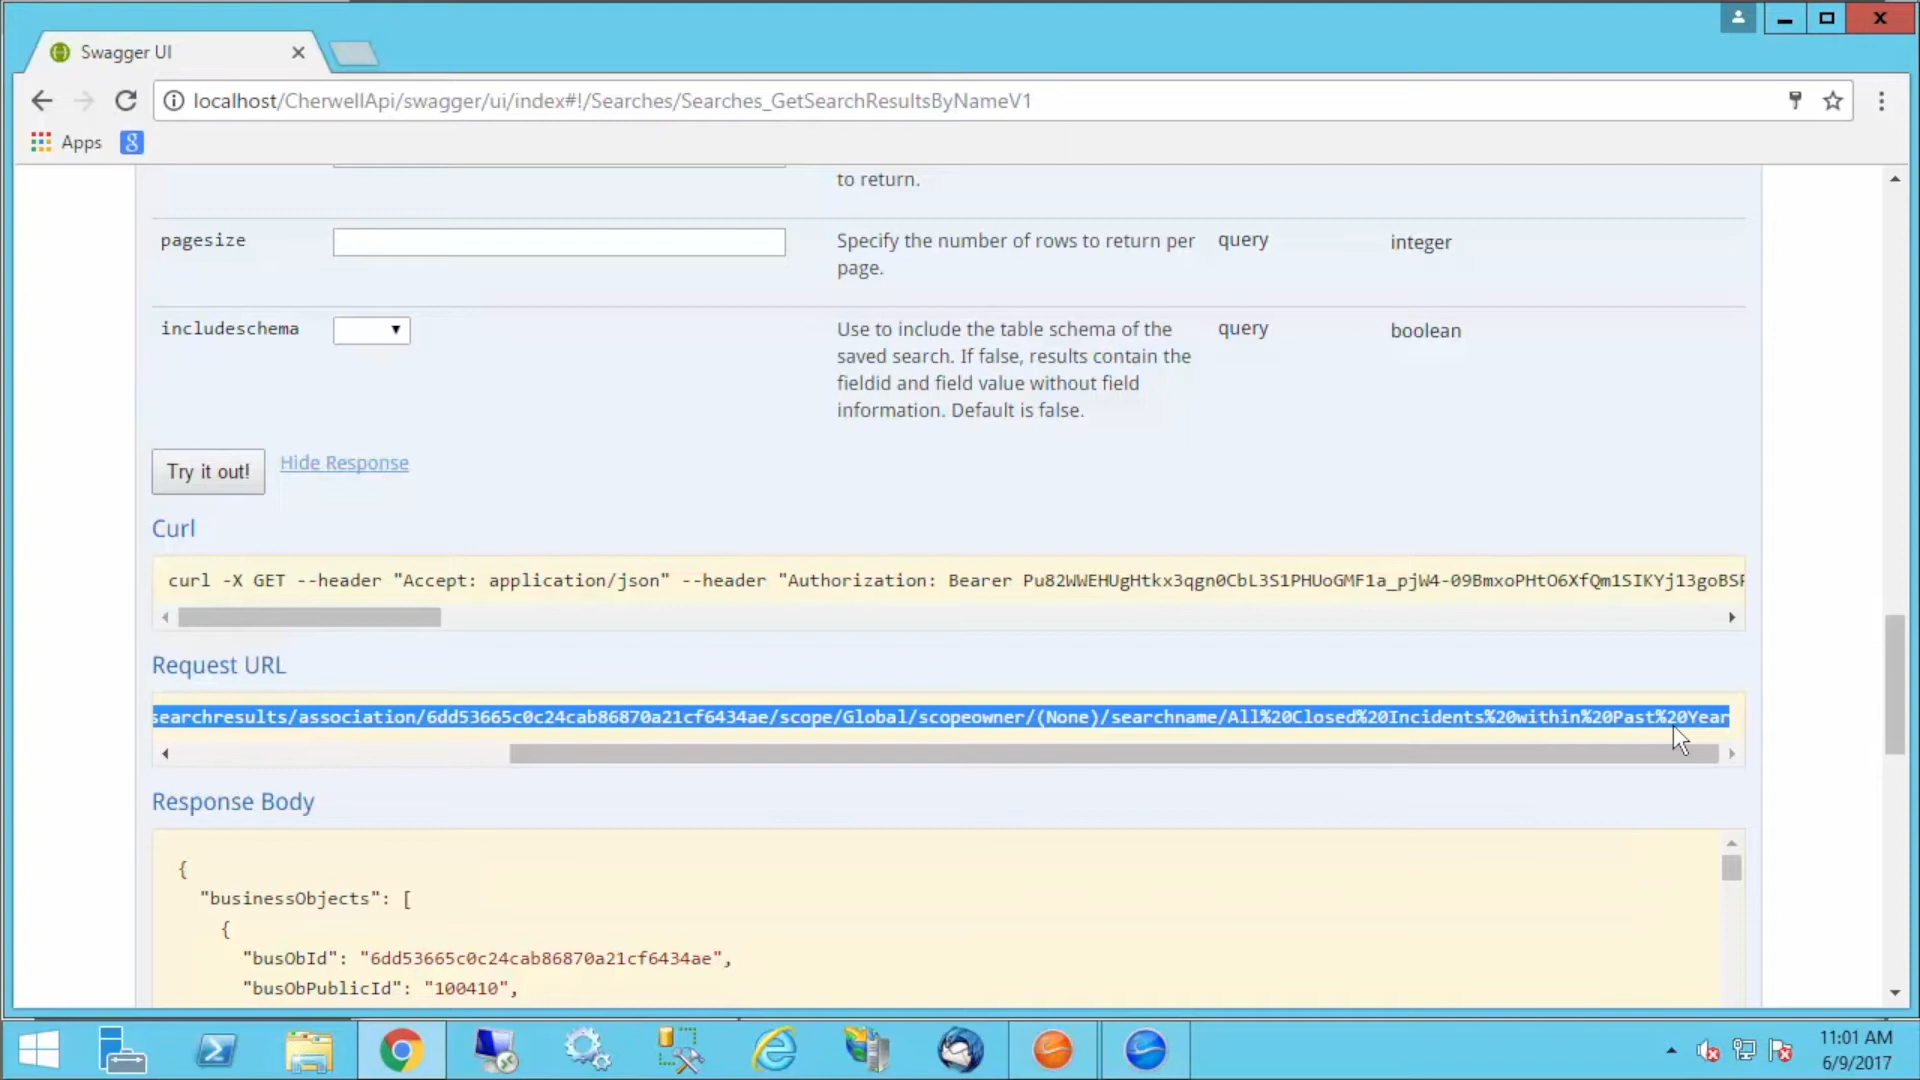 Swagger UI
localhost/CherwellApi/swagger/ui/index#!/Searches/Searches_GetSearchResultsByNameV1
Apps
to return.
pagesize
Specify the number of rows to return per
page.
query
integer
includeschema
Use to include the table schema of the
saved search. If false, results contain the
fieldid and field value without field
information. Default is false.
query
boolean
Try it out!
Hide Response
Curl
curl -X GET --header "Accept: application/json" --header "Authorization: Bearer Pu82WWEHUgHtkx3qgn0CbL3S1PHUoGMF1a_pjW4-09BmxoPHtO6XfQm1SIKYj13goBSF
Request URL
searchresults/association/6dd53665c0c24cab86870a21cf6434ae/scope/Global/scopeowner/(None)/searchname/All%20Closed%20Incidents%20within%20Past%20Year
Response Body
{
"businessObjects": [
{
"busObId": "6dd53665c0c24cab86870a21cf6434ae",
"busObPublicId": "100410",
11:01 AM
6/9/2017